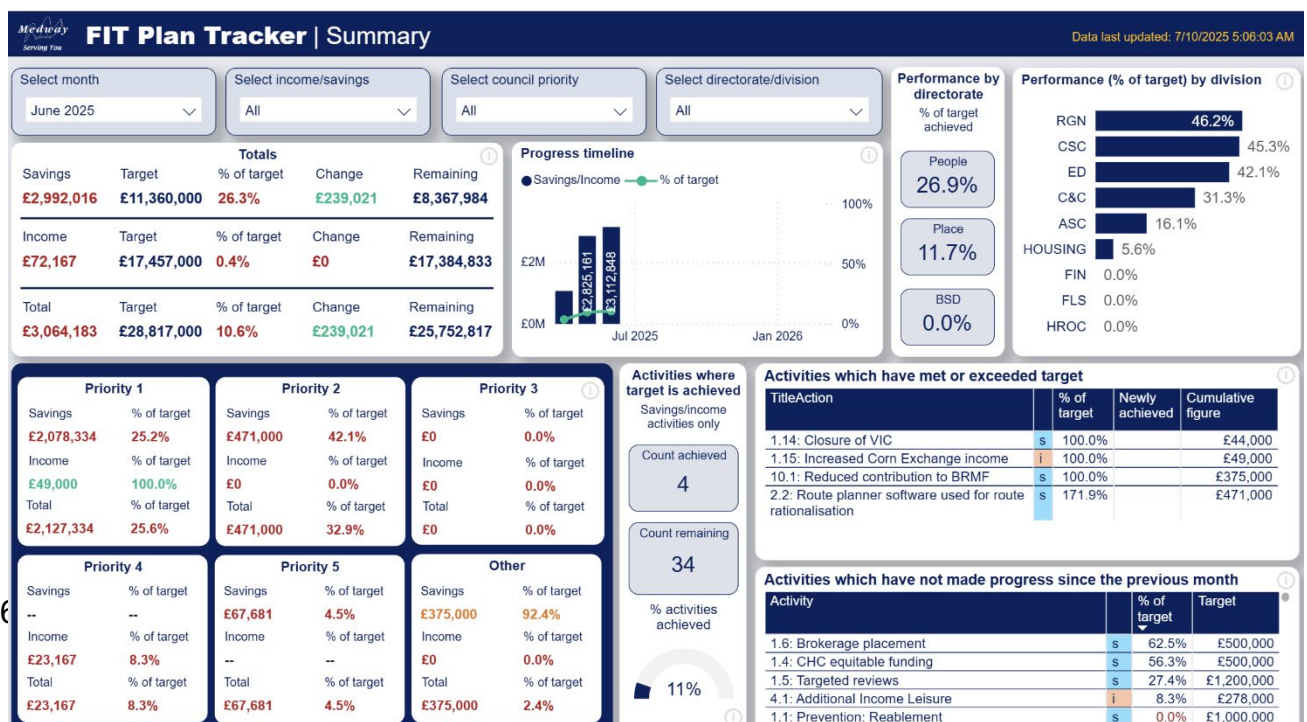 Medway
Serving You
FIT Plan Tracker | Summary
Data last updated: 7/10/2025 5:06:03 AM
Select month
June 2025
Select income/savings
All
Select council priority
All
Select directorate/division
All
Totals
Savings Target % of target Change Remaining
£2,992,016 £11,360,000 26.3% £239,021 £8,367,984
Income Target % of target Change Remaining
£72,167 £17,457,000 0.4% £0 £17,384,833
Total Target % of target Change Remaining
£3,064,183 £28,817,000 10.6% £239,021 £25,752,817
Progress timeline
Savings/Income % of target
100%
£2M 50%
£0M 0%
£2,825,161
£3,112,848
Jul 2025 Jan 2026
Performance by
directorate
% of target
achieved
People
26.9%
Place
11.7%
BSD
0.0%
Performance (% of target) by division
RGN 46.2%
CSC 45.3%
ED 42.1%
C&C 31.3%
ASC 16.1%
HOUSING 5.6%
FIN 0.0%
FLS 0.0%
HROC 0.0%
Priority 1
Savings % of target
£2,078,334 25.2%
Income % of target
£49,000 100.0%
Total % of target
£2,127,334 25.6%
Priority 2
Savings % of target
£471,000 42.1%
Income % of target
£0 0.0%
Total % of target
£471,000 32.9%
Priority 3
Savings % of target
£0 0.0%
Income % of target
£0 0.0%
Total % of target
£0 0.0%
Priority 4
Savings % of target
-- --
Income % of target
£23,167 8.3%
Total % of target
£23,167 8.3%
Priority 5
Savings % of target
£67,681 4.5%
Income % of target
-- --
Total % of target
£67,681 4.5%
Other
Savings % of target
£375,000 92.4%
Income % of target
£0 0.0%
Total % of target
£375,000 2.4%
Activities where
target is achieved
Savings/income
activities only
Count achieved
4
Count remaining
34
% activities
achieved
11%
Activities which have met or exceeded target
TitleAction % of target Newly achieved Cumulative figure
1.14: Closure of VIC s 100.0% £44,000
1.15: Increased Corn Exchange income i 100.0% £49,000
10.1: Reduced contribution to BRMF s 100.0% £375,000
2.2: Route planner software used for route s 171.9% £471,000
rationalisation
Activities which have not made progress since the previous month
Activity % of target Target
1.6: Brokerage placement s 62.5% £500,000
1.4: CHC equitable funding s 56.3% £500,000
1.5: Targeted reviews s 27.4% £1,200,000
4.1: Additional Income Leisure i 8.3% £278,000
1.1: Prevention: Reablement s 0.0% £1,000,000